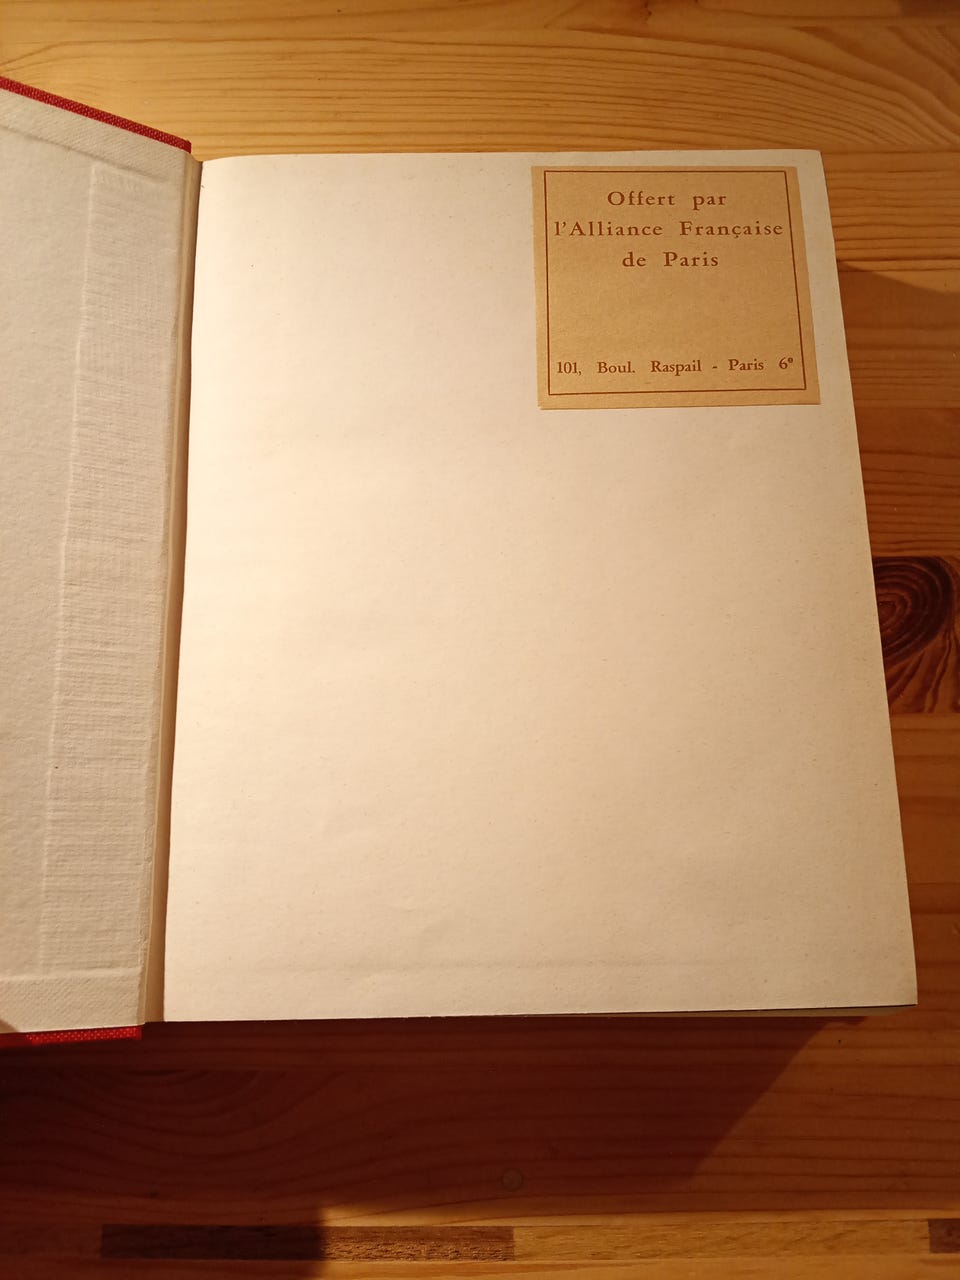 Offert par
l'Alliance Française
de Paris
101, Boul. Raspail - Paris 6e